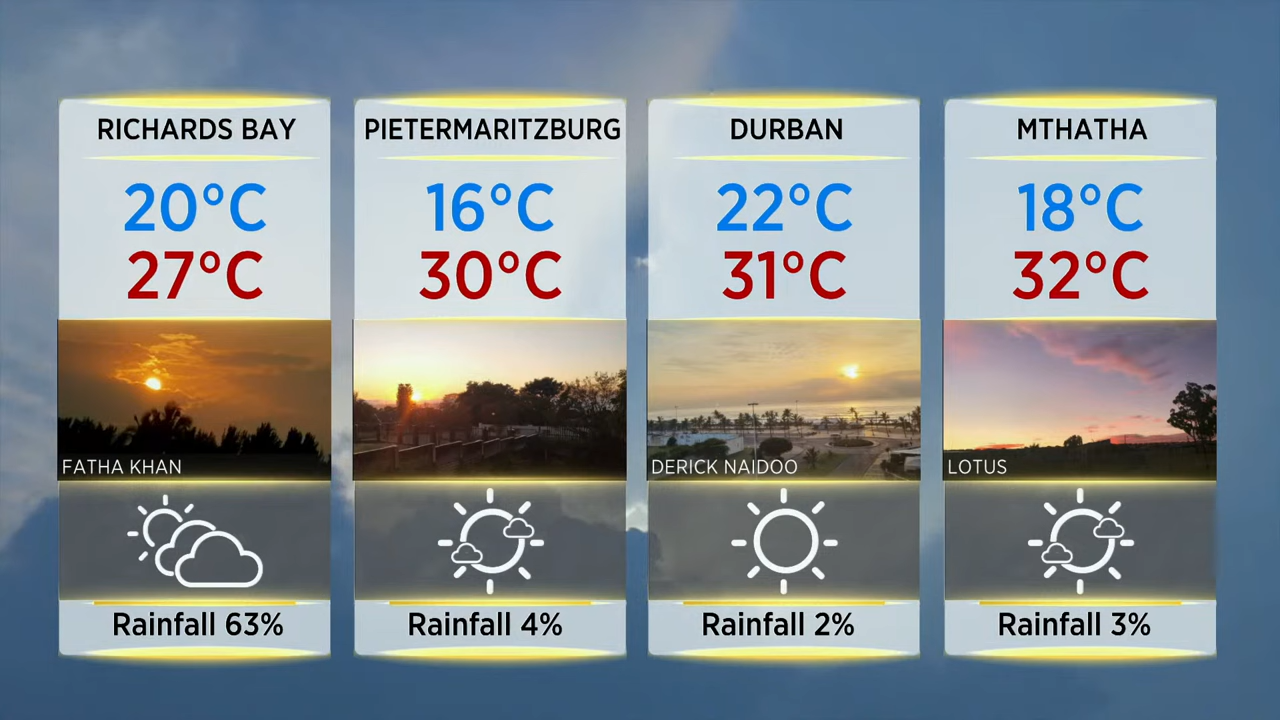 RICHARDS BAY
20°C
27°C
FATHA KHAN
Rainfall 63%
PIETERMARITZBURG
16°C
30°C
Rainfall 4%
DURBAN
22°C
31°C
DERICK NAIDOO
Rainfall 2%
MTHATHA
18°C
32°C
LOTUS
Rainfall 3%